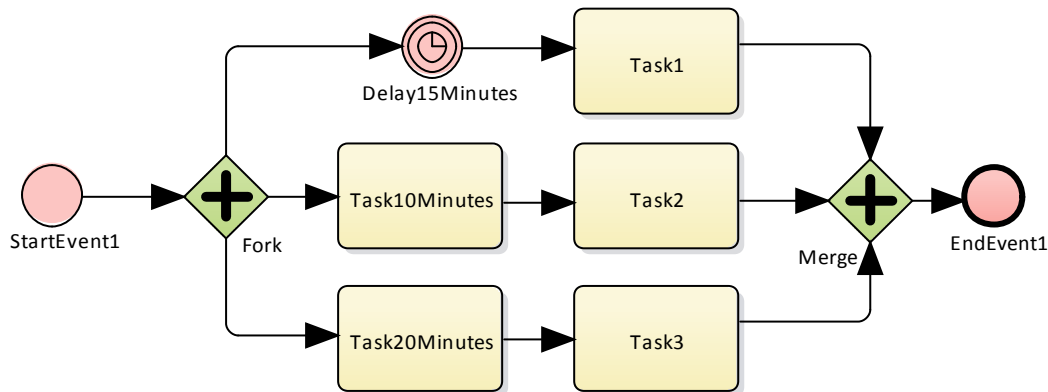 Task1
Delay15Minutes
Task10Minutes
Task2
StartEvent1
Fork
Merge
EndEvent1
Task20Minutes
Task3